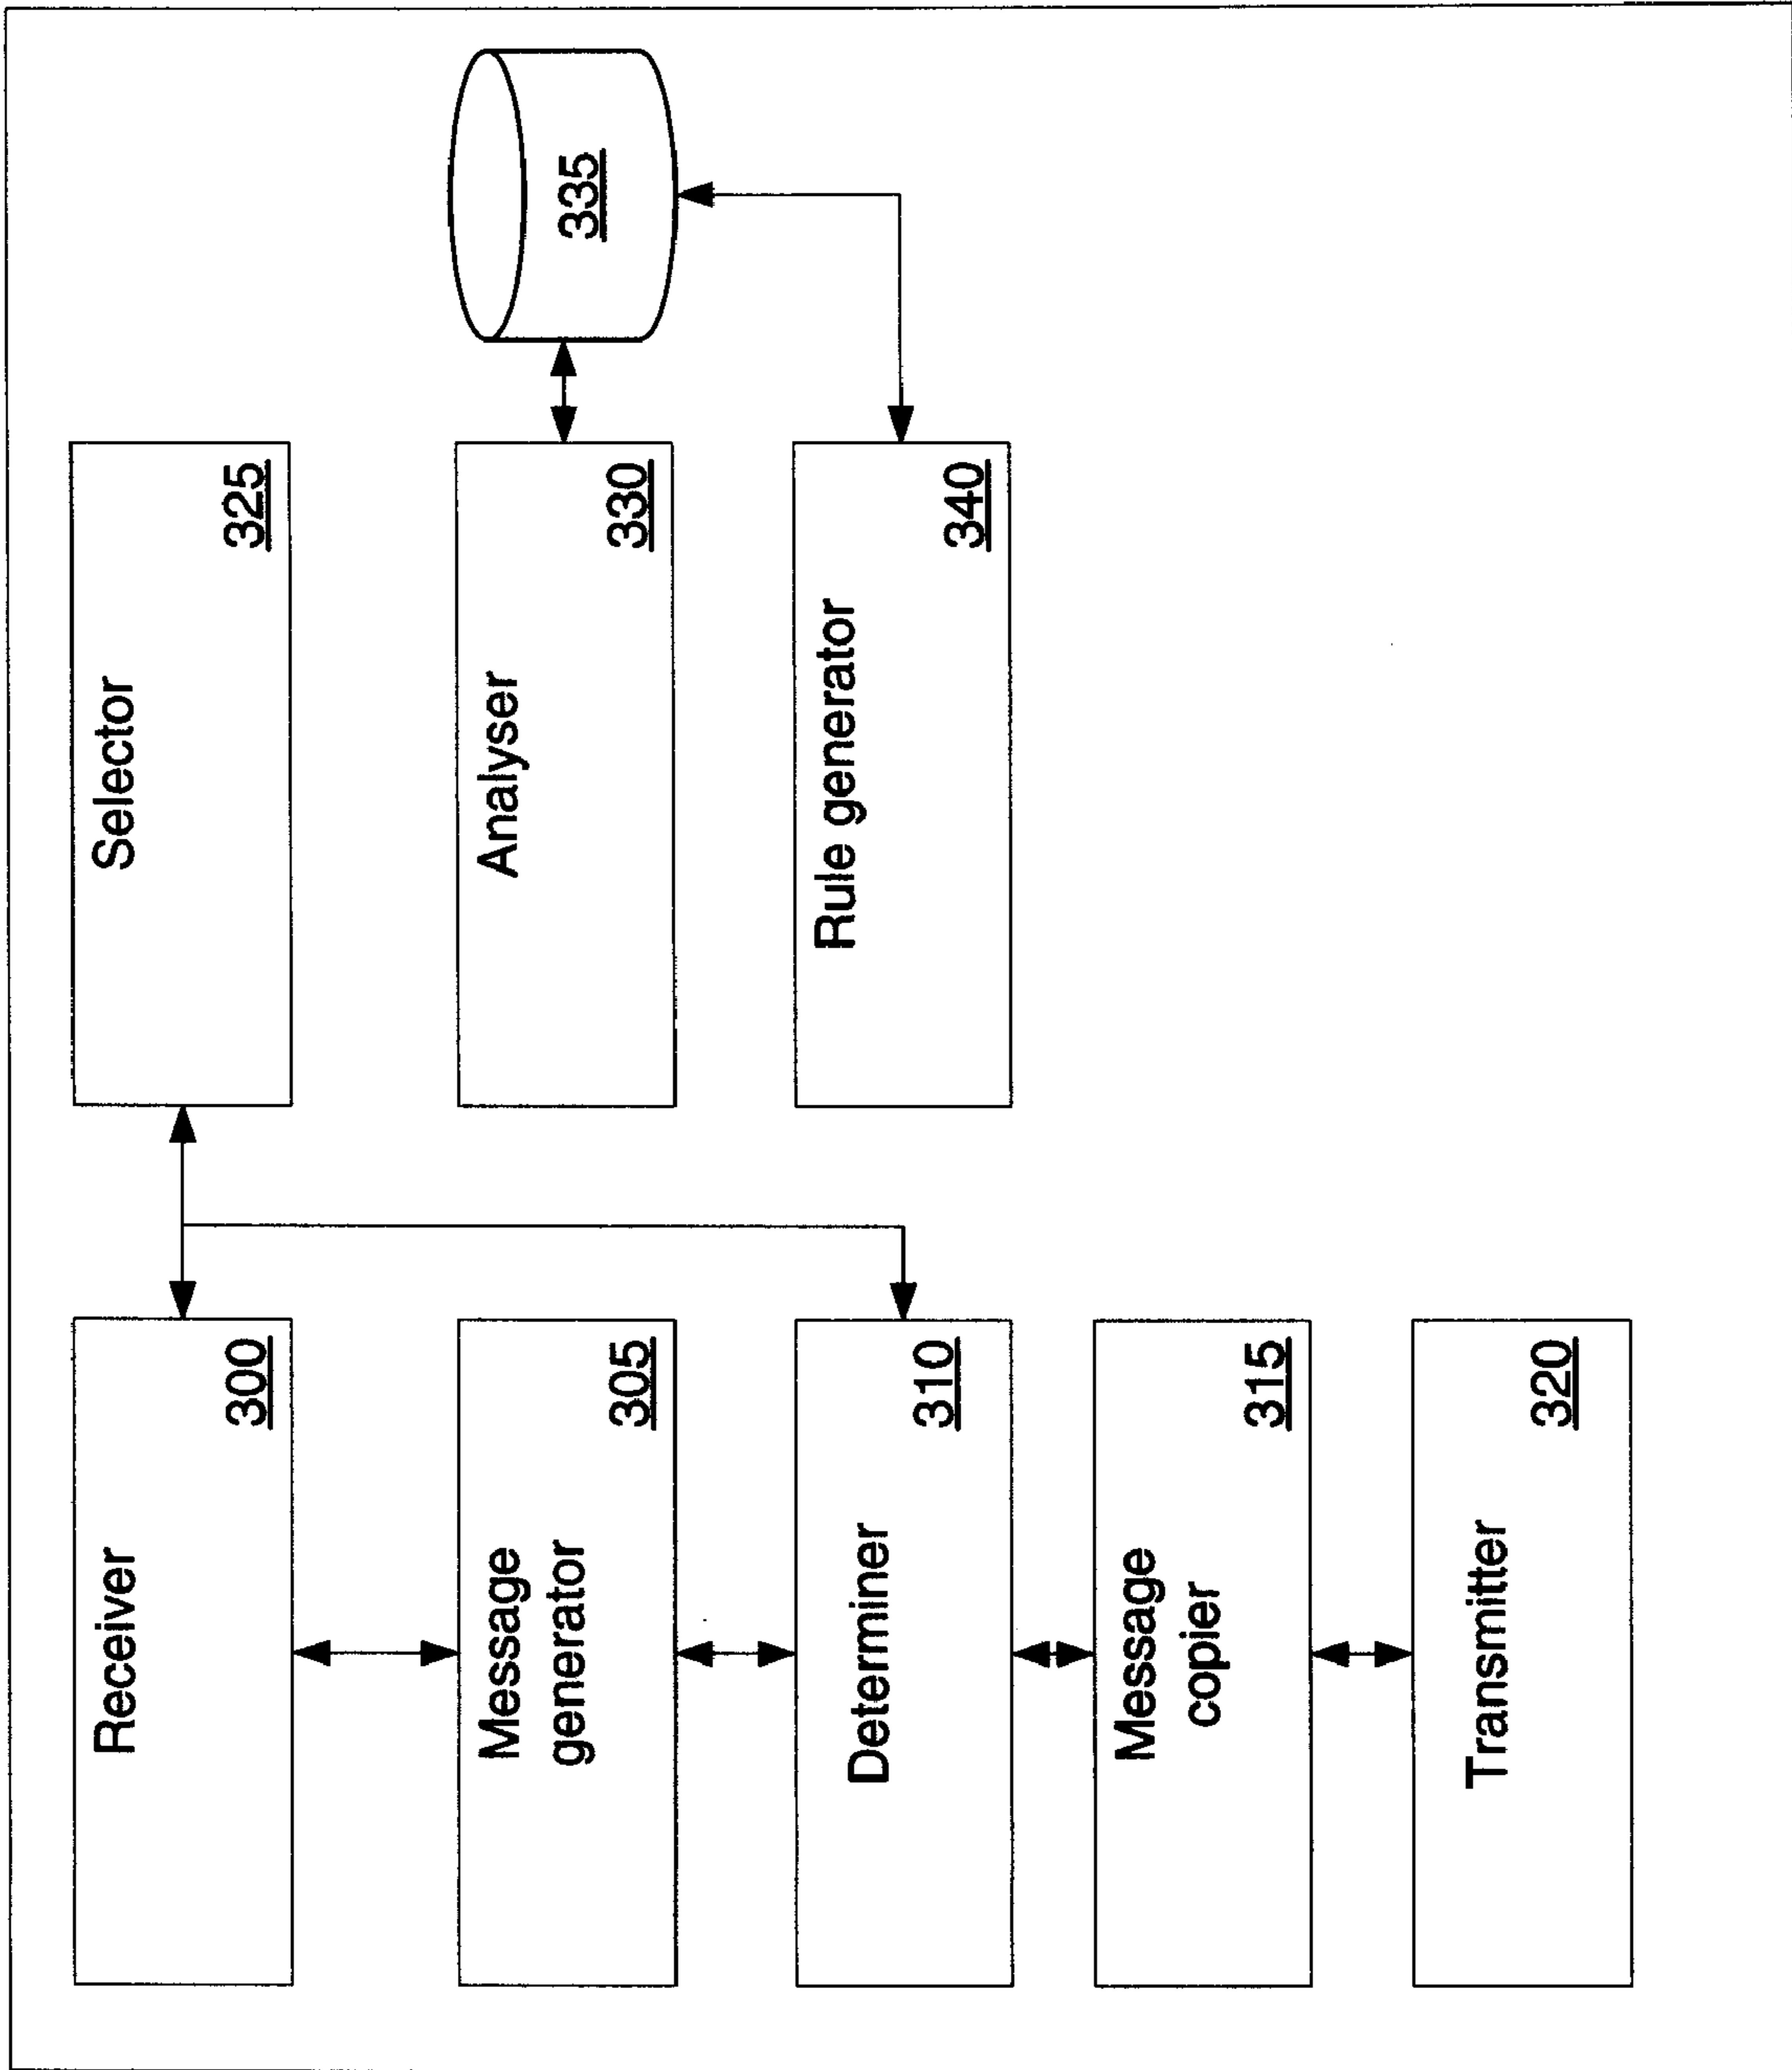 Receiver
300
Message
generator
305
Determiner
310
Message
copier
315
Transmitter
320
Selector
325
Analyser
330
335
Rule generator
340